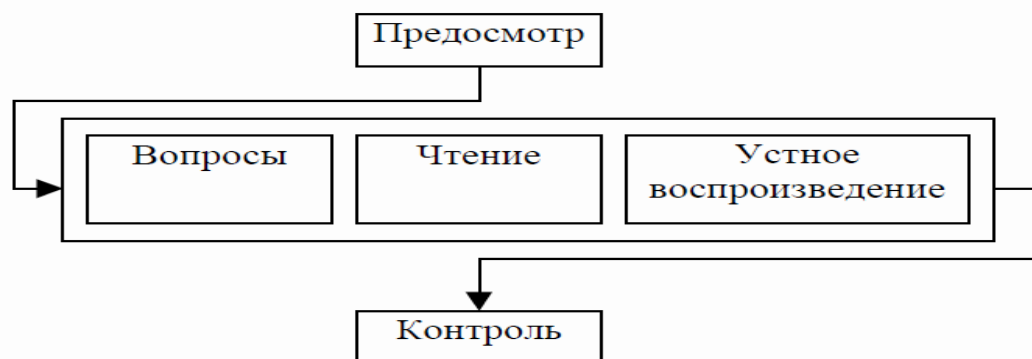 Предосмотр
Вопросы
Чтение
Устное
воспроизведение
Контроль